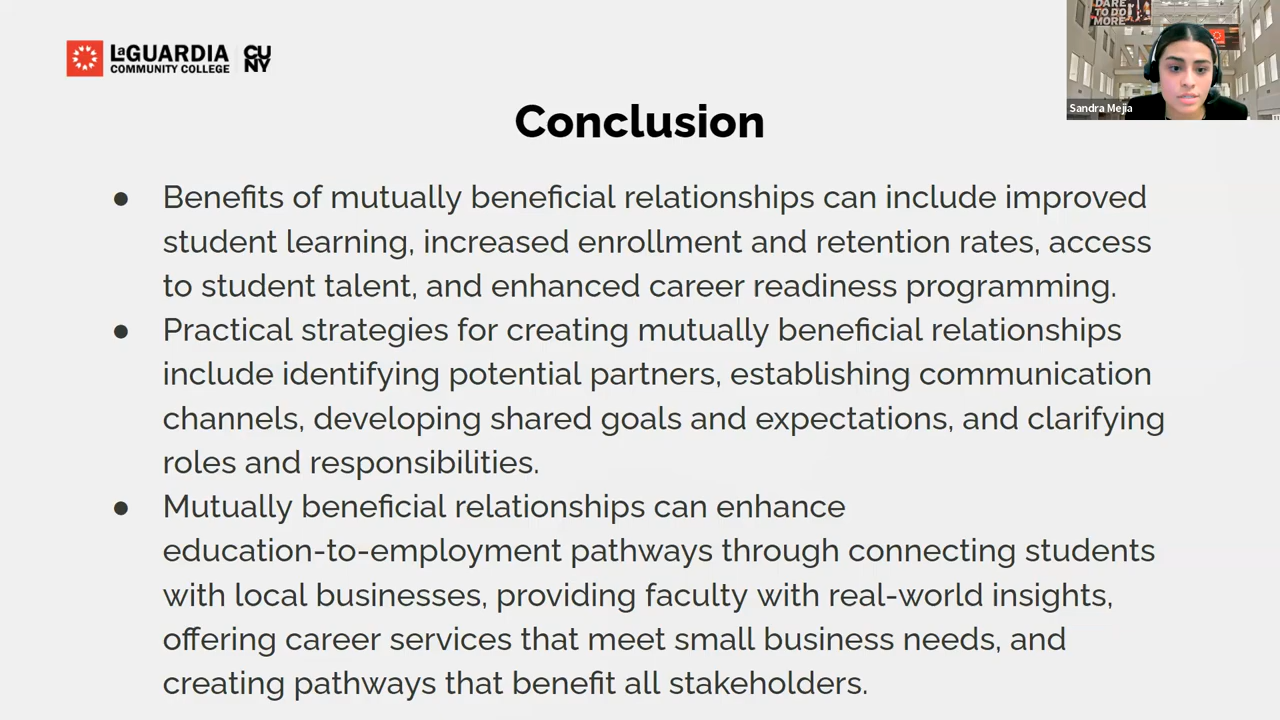 LaGUARDIA
COMMUNITY COLLEGE
CU
NY
DARE
TO DO
MORE
Sandra Mejia
Conclusion
● Benefits of mutually beneficial relationships can include improved
student learning, increased enrollment and retention rates, access
to student talent, and enhanced career readiness programming.
● Practical strategies for creating mutually beneficial relationships
include identifying potential partners, establishing communication
channels, developing shared goals and expectations, and clarifying
roles and responsibilities.
● Mutually beneficial relationships can enhance
education-to-employment pathways through connecting students
with local businesses, providing faculty with real-world insights,
offering career services that meet small business needs, and
creating pathways that benefit all stakeholders.